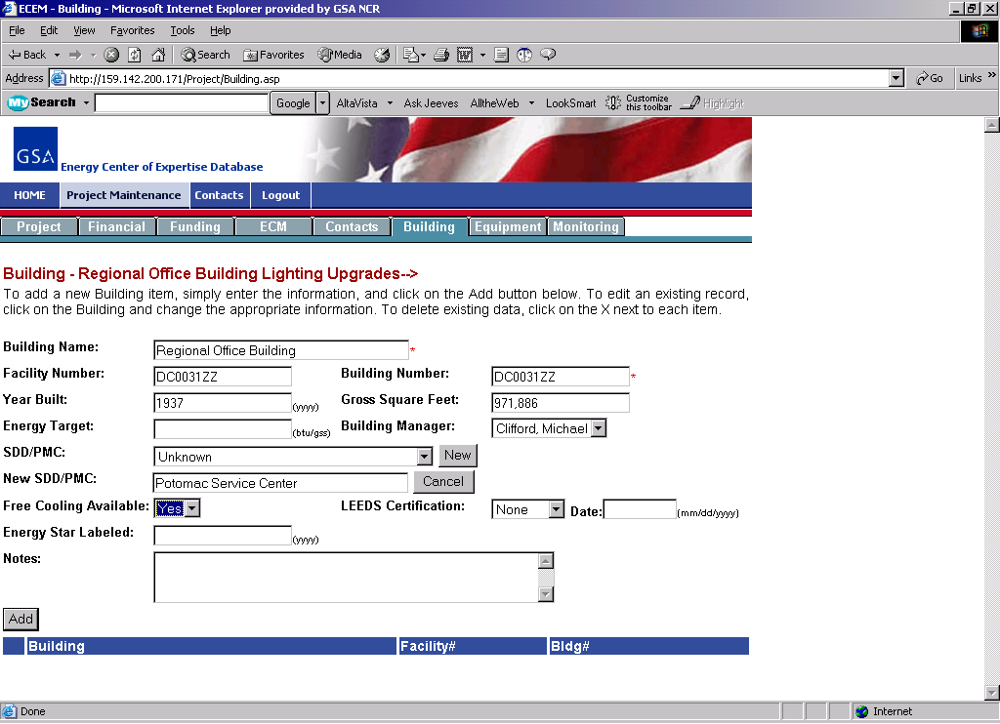 ECEM - Building - Microsoft Internet Explorer provided by GSA NCR
File Edit View Favorites Tools Help
Back Search Favorites Media
Address http://159.142.200.171/Project/Building.asp Go Links »
My Search Google AltaVista Ask Jeeves AlltheWeb LookSmart Customize this toolbar Highlight
GSA Energy Center of Expertise Database
HOME Project Maintenance Contacts Logout
Project Financial Funding ECM Contacts Building Equipment Monitoring
Building - Regional Office Building Lighting Upgrades-->
To add a new Building item, simply enter the information, and click on the Add button below. To edit an existing record,
click on the Building and change the appropriate information. To delete existing data, click on the X next to each item.
Building Name: Regional Office Building *
Facility Number: DC0031ZZ Building Number: DC0031ZZ *
Year Built: 1937 (yyyy) Gross Square Feet: 971,886
Energy Target: (btu/gss) Building Manager: Clifford, Michael
SDD/PMC: Unknown New
New SDD/PMC: Potomac Service Center Cancel
Free Cooling Available: Yes LEEDS Certification: None Date: (mm/dd/yyyy)
Energy Star Labeled: (yyyy)
Notes:
Add
Building Facility# Bldg#
Done Internet